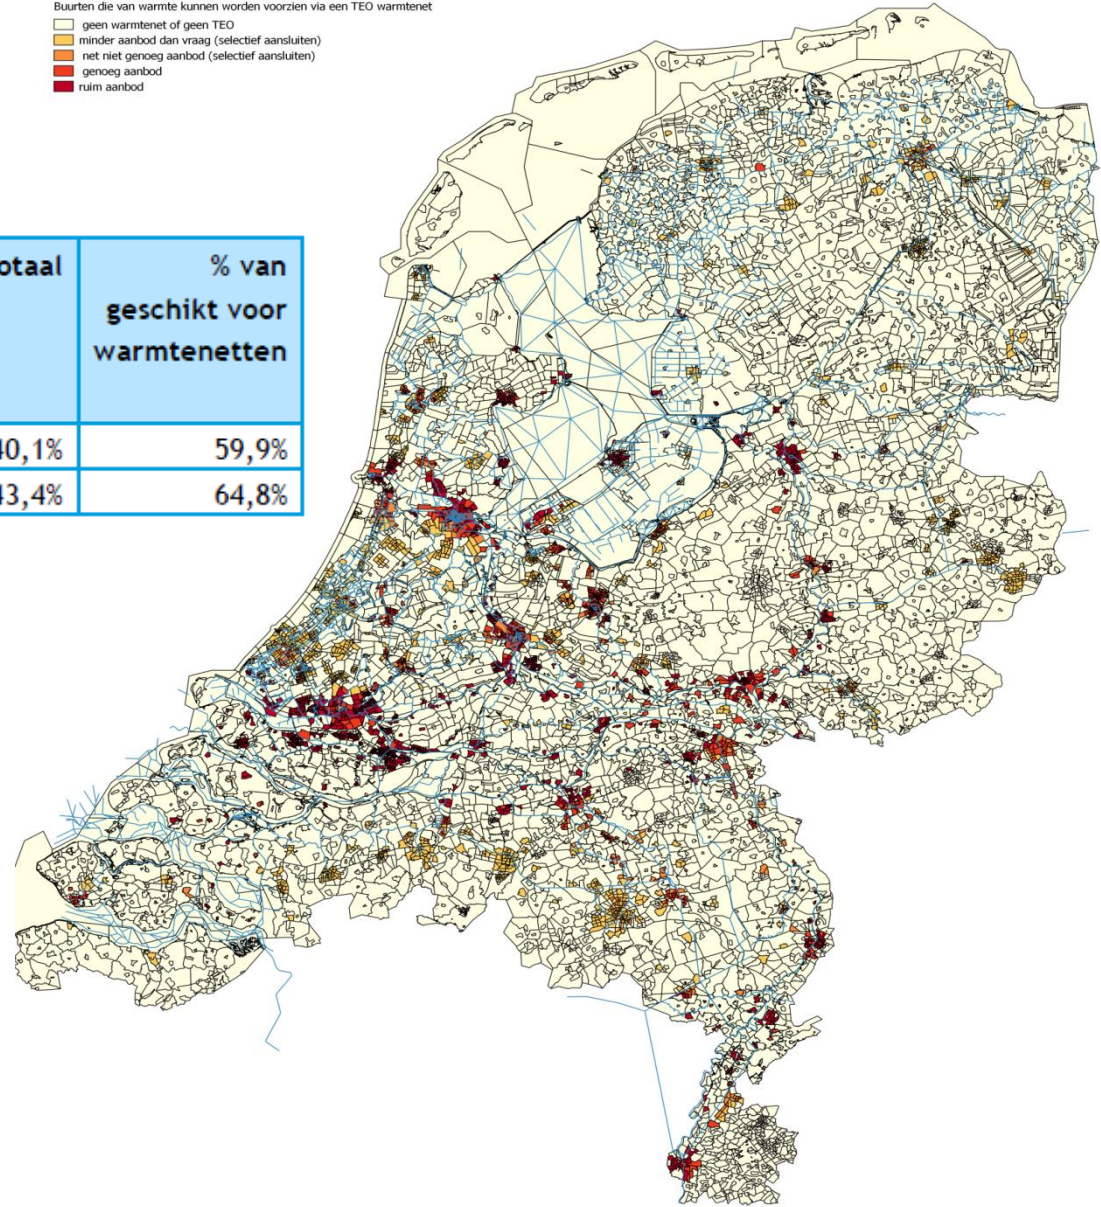 Buurten die van warmte kunnen worden voorzien via een TEO warmtenet
geen warmtenet of geen TEO
minder aanbod dan vraag (selectief aansluiten)
net niet genoeg aanbod (selectief aansluiten)
genoeg aanbod
ruim aanbod
otaal
% van
geschikt voor
warmtenetten
40,1% 59,9%
43,4% 64,8%